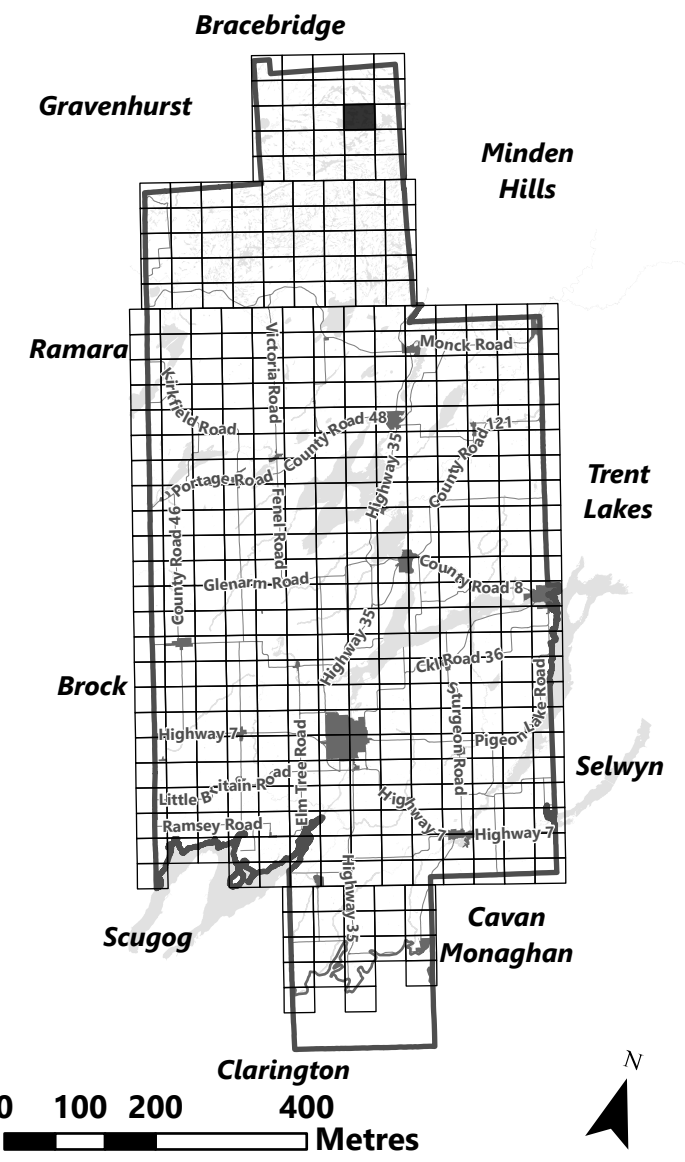 Bracebridge
Gravenhurst
Minden
Hills
Ramara
Monck Road
Victoria Road
Kirkfield Road
County Road 48
County Road 121
Highway 35
Portage Road
Trent
Lakes
County Road 46
Fenel Road
Glenarm Road
County Road 8
Highway 35
Ckl Road 36
Brock
Sturgeon Road
Pigeon Lake Road
Highway 7
Elm Tree Road
Selwyn
Little Britain Road
Highway 7
Ramsey Road
Highway 7
Highway 35
Scugog
Cavan
Monaghan
Clarington
N
0 100 200 400
Metres